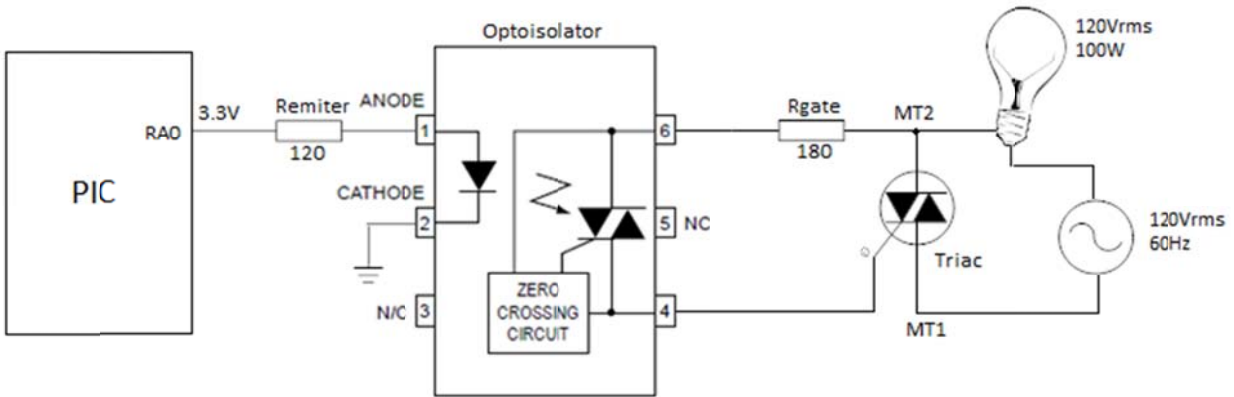 Optoisolator
120Vrms
100W
PIC
RA0
3.3V
Remiter
120
ANODE
1
CATHODE
2
N/C
3
ZERO
CROSSING
CIRCUIT
6
5
NC
4
Rgate
180
MT2
Triac
MT1
120Vrms
60Hz